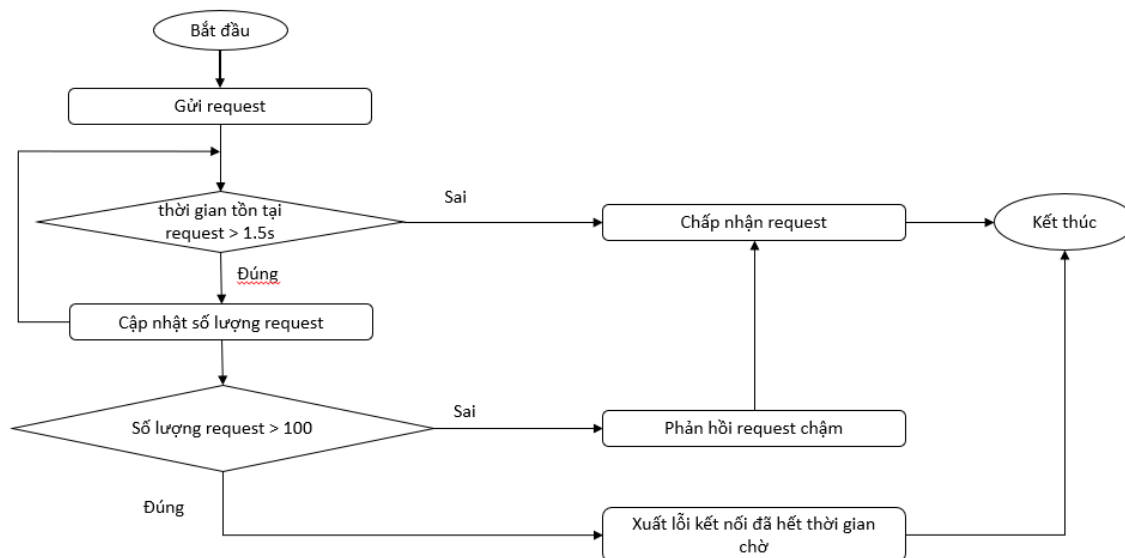 Bắt đầu
Gửi request
thời gian tồn tại
request > 1.5s
Sai
Chấp nhận request
Kết thúc
Đúng
Cập nhật số lượng request
Số lượng request > 100
Sai
Phản hồi request chậm
Đúng
Xuất lỗi kết nối đã hết thời gian
chờ